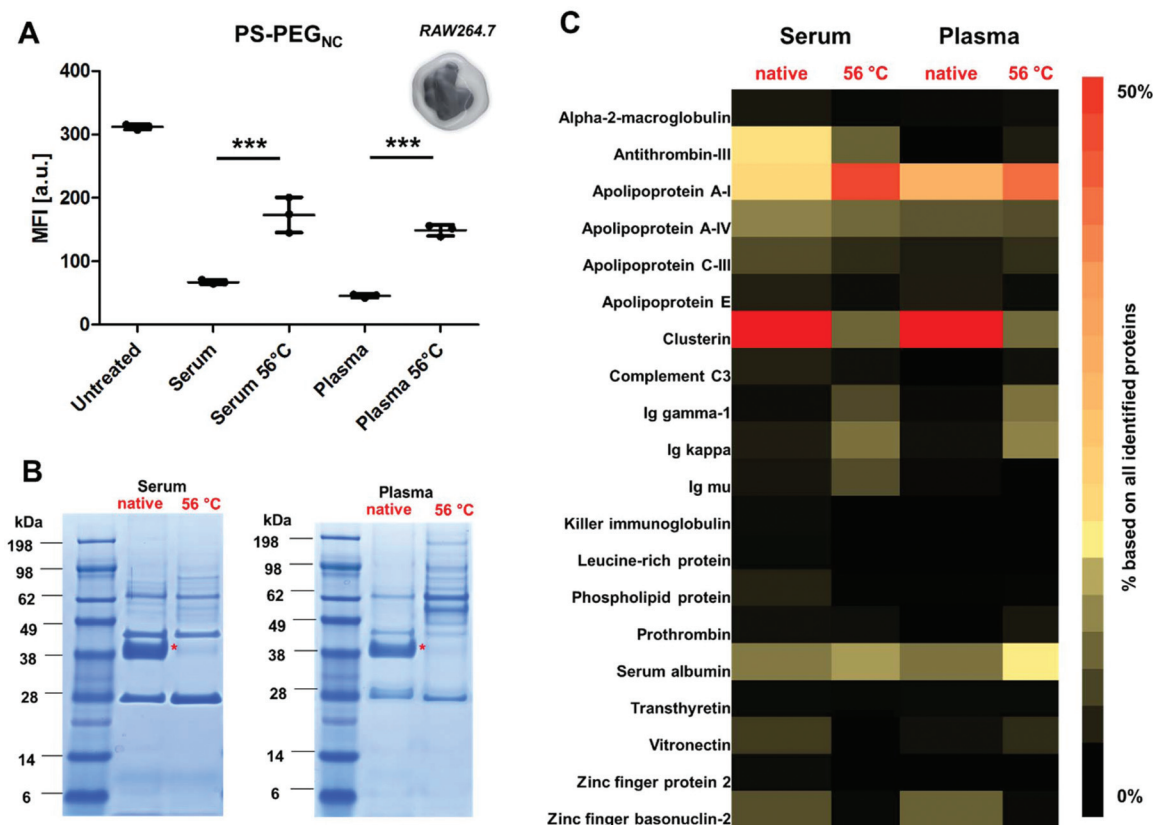 A
PS-PEGNC
RAW264.7
MFI [a.u.]
400
300
200
100
0
***
***
Untreated
Serum
Serum 56°C
Plasma
Plasma 56°C
B
Serum
native 56 °C
kDa
198
98
62
49
38
28
14
6
*
Plasma
native 56 °C
kDa
198
98
62
49
38
28
14
6
*
C
Serum Plasma
native 56 °C native 56 °C
Alpha-2-macroglobulin
Antithrombin-III
Apolipoprotein A-I
Apolipoprotein A-IV
Apolipoprotein C-III
Apolipoprotein E
Clusterin
Complement C3
Ig gamma-1
Ig kappa
Ig mu
Killer immunoglobulin
Leucine-rich protein
Phospholipid protein
Prothrombin
Serum albumin
Transthyretin
Vitronectin
Zinc finger protein 2
Zinc finger basonuclin-2
50%
% based on all identified proteins
0%